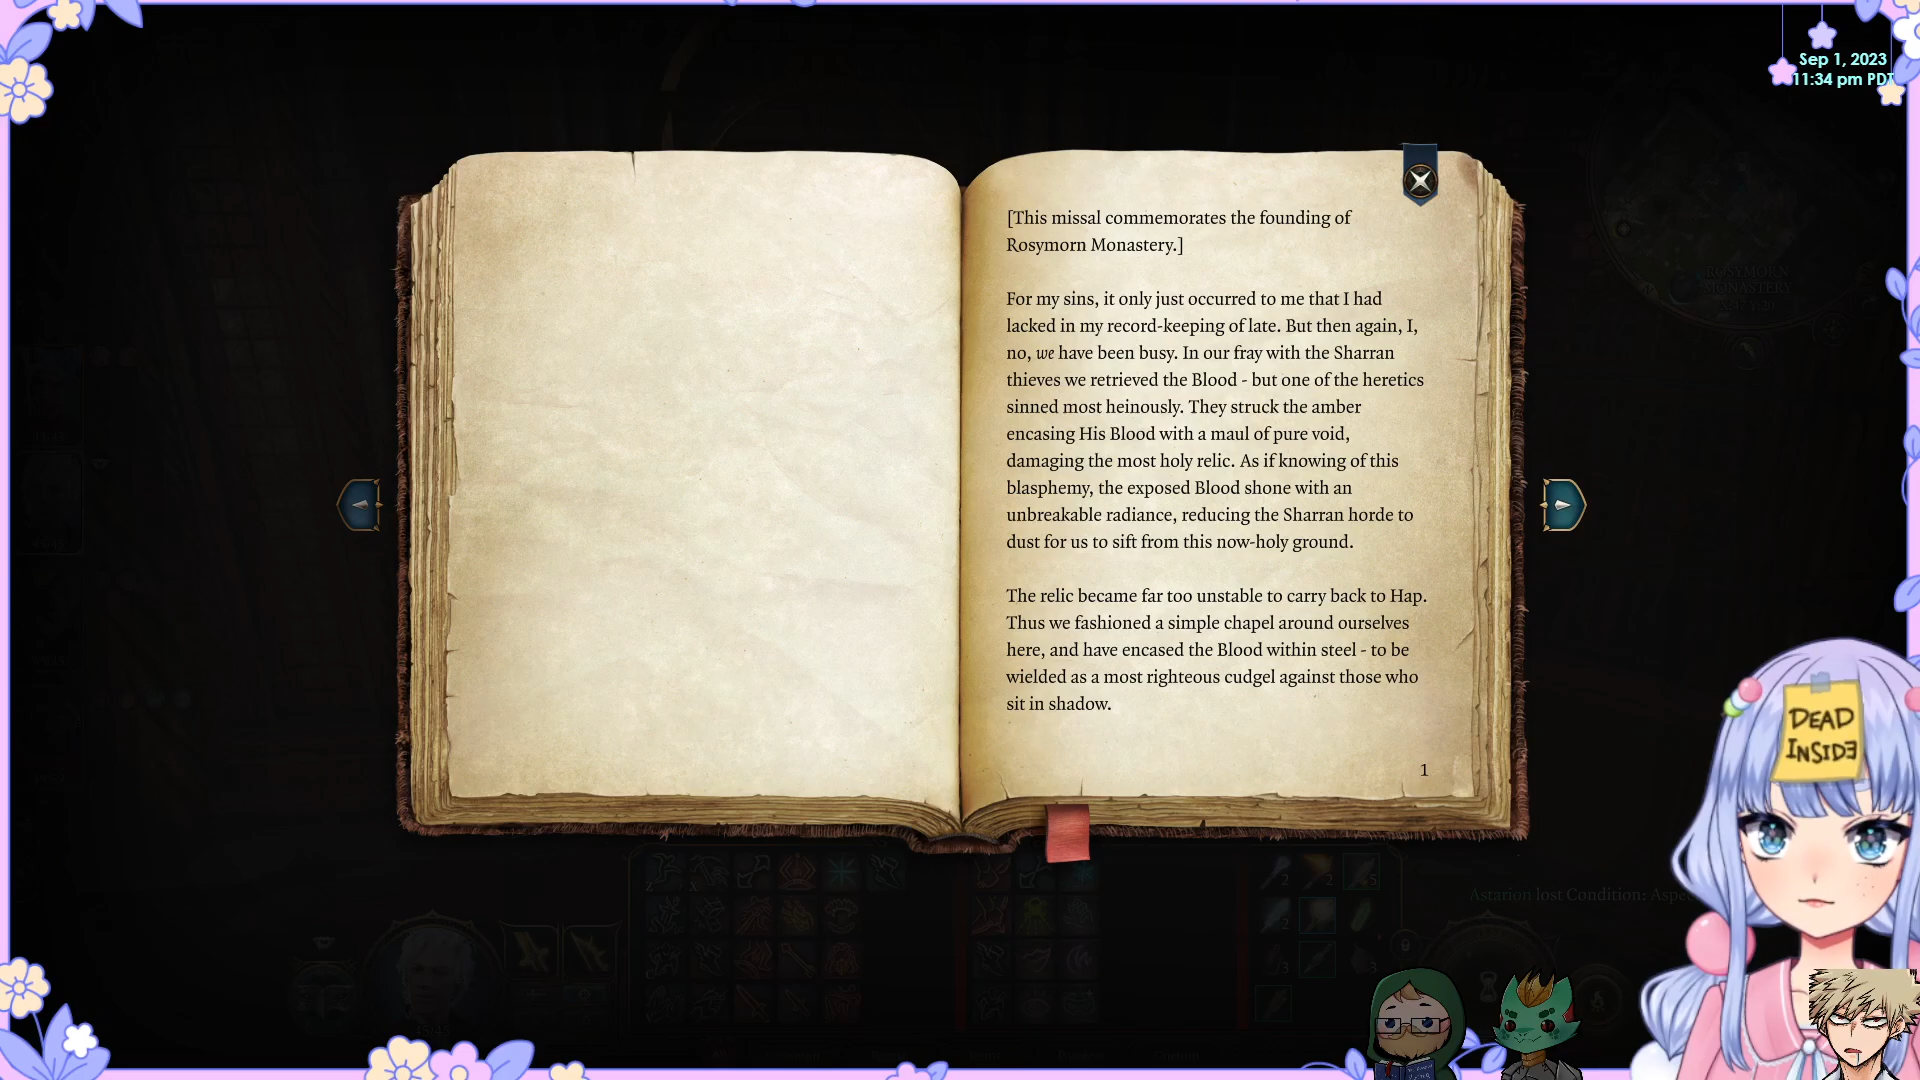 Sep 1, 2023
11:34 pm PDT
[This missal commemorates the founding of
Rosymorn Monastery.]
For my sins, it only just occurred to me that I had
lacked in my record-keeping of late. But then again, I,
no, we have been busy. In our fray with the Sharran
thieves we retrieved the Blood - but one of the heretics
sinned most heinously. They struck the amber
encasing His Blood with a maul of pure void,
damaging the most holy relic. As if knowing of this
blasphemy, the exposed Blood shone with an
unbreakable radiance, reducing the Sharran horde to
dust for us to sift from this now-holy ground.
The relic became far too unstable to carry back to Hap.
Thus we fashioned a simple chapel around ourselves
here, and have encased the Blood within steel - to be
wielded as a most righteous cudgel against those who
sit in shadow.
1
ROSYMORN
MONASTERY
DEAD
INSIDE
Astarion lost Condition: